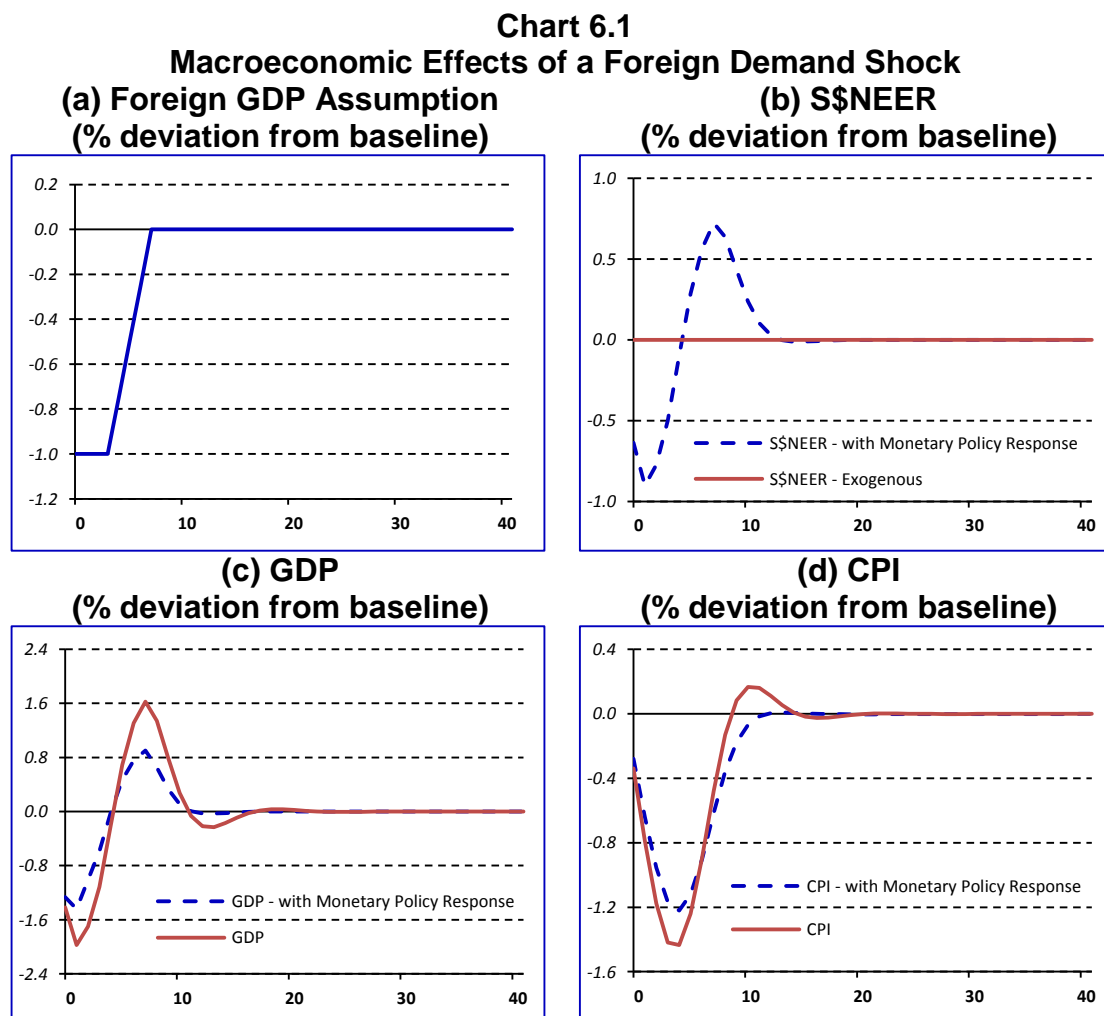 Chart 6.1
Macroeconomic Effects of a Foreign Demand Shock
(a) Foreign GDP Assumption
(% deviation from baseline)
0.2
0.0
-0.2
-0.4
-0.6
-0.8
-1.0
-1.2
0 10 20 30 40
(b) S$NEER
(% deviation from baseline)
1.0
0.5
0.0
-0.5
-1.0
S$NEER - with Monetary Policy Response
S$NEER - Exogenous
0 10 20 30 40
(c) GDP
(% deviation from baseline)
2.4
1.6
0.8
0.0
-0.8
-1.6
-2.4
GDP - with Monetary Policy Response
GDP
0 10 20 30 40
(d) CPI
(% deviation from baseline)
0.4
0.0
-0.4
-0.8
-1.2
-1.6
CPI - with Monetary Policy Response
CPI
0 10 20 30 40